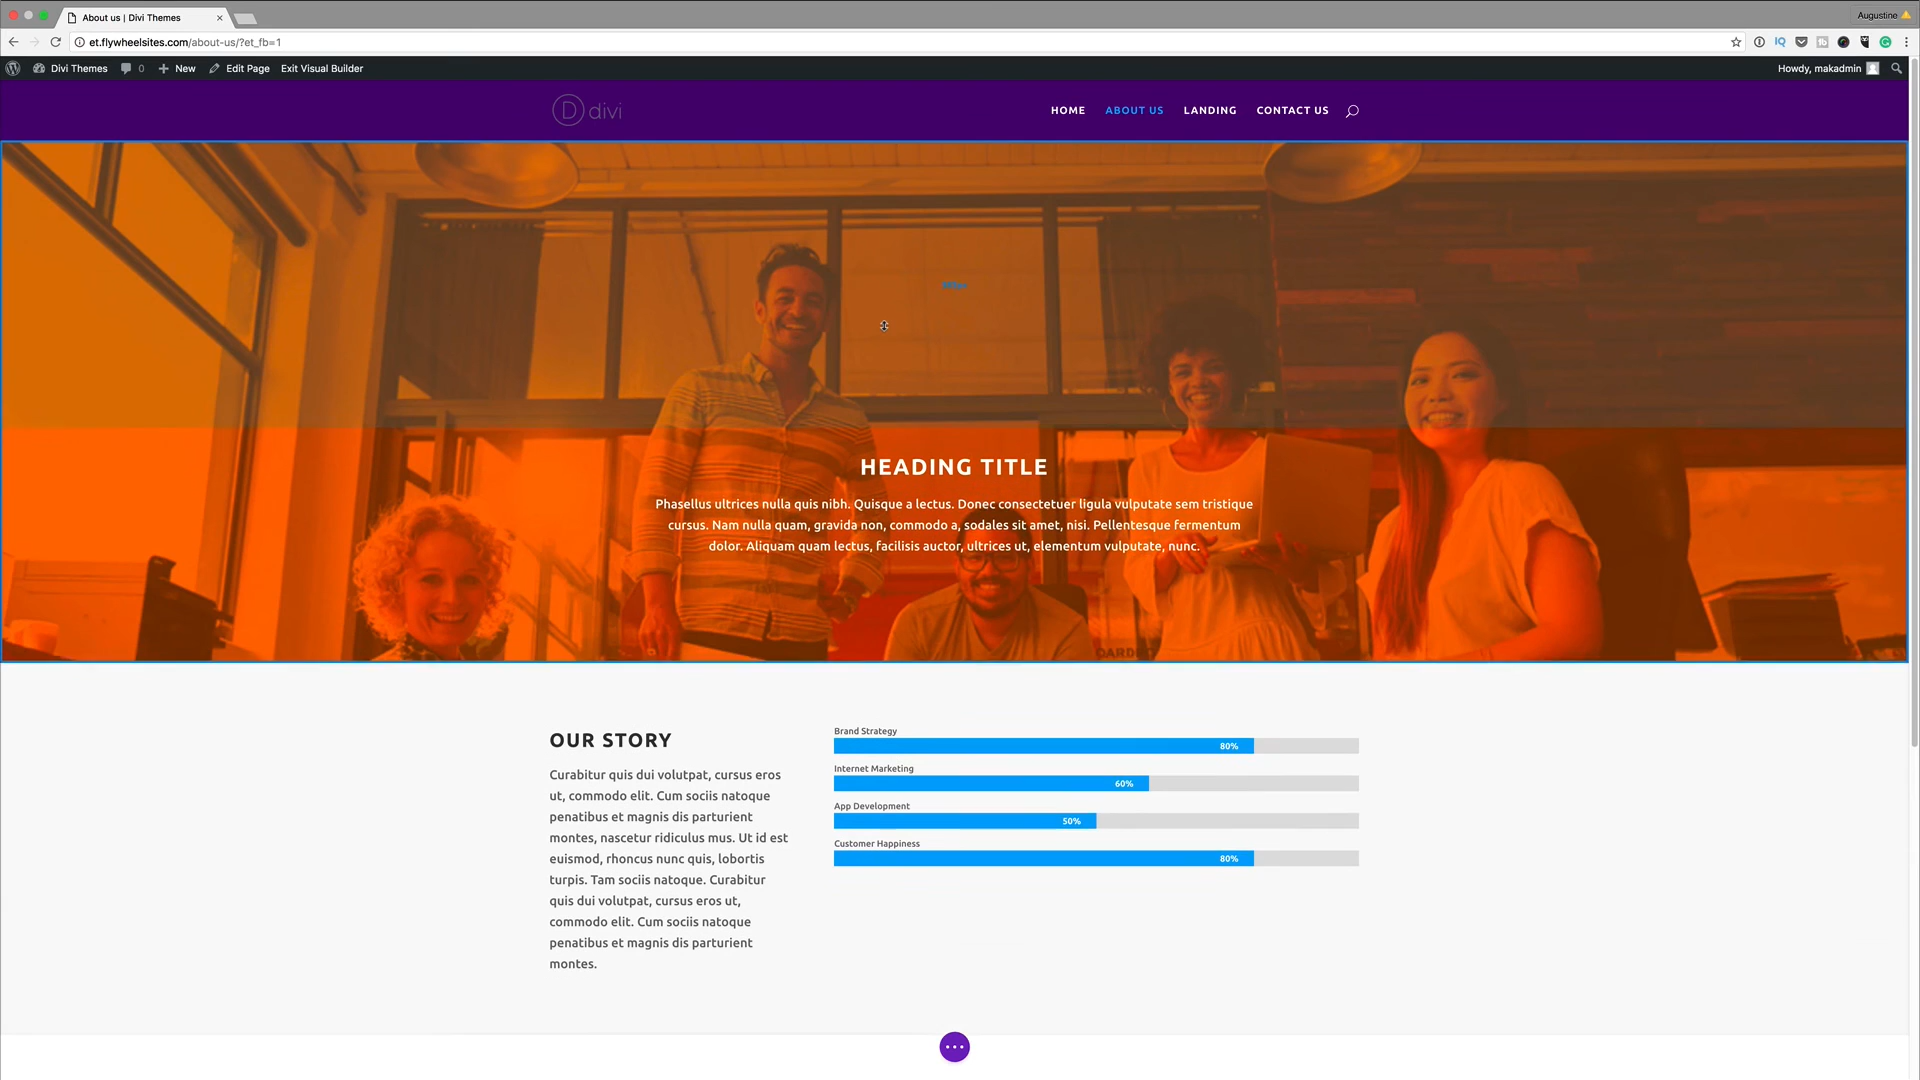 About us | Divi Themes
Augustine
et.flywheelsites.com/about-us/?et_fb=1
Divi Themes 0 New Edit Page Exit Visual Builder Howdy, makadmin
D divi HOME ABOUT US LANDING CONTACT US
HEADING TITLE
Phasellus ultrices nulla quis nibh. Quisque a lectus. Donec consectetuer ligula vulputate sem tristique
cursus. Nam nulla quam, gravida non, commodo a, sodales sit amet, nisi. Pellentesque fermentum
dolor. Aliquam quam lectus, facilisis auctor, ultrices ut, elementum vulputate, nunc.
OUR STORY
Curabitur quis dui volutpat, cursus eros
ut, commodo elit. Cum sociis natoque
penatibus et magnis dis parturient
montes, nascetur ridiculus mus. Ut id est
euismod, rhoncus nunc quis, lobortis
turpis. Tam sociis natoque. Curabitur
quis dui volutpat, cursus eros ut,
commodo elit. Cum sociis natoque
penatibus et magnis dis parturient
montes.
Brand Strategy
80%
Internet Marketing
60%
App Development
50%
Customer Happiness
80%